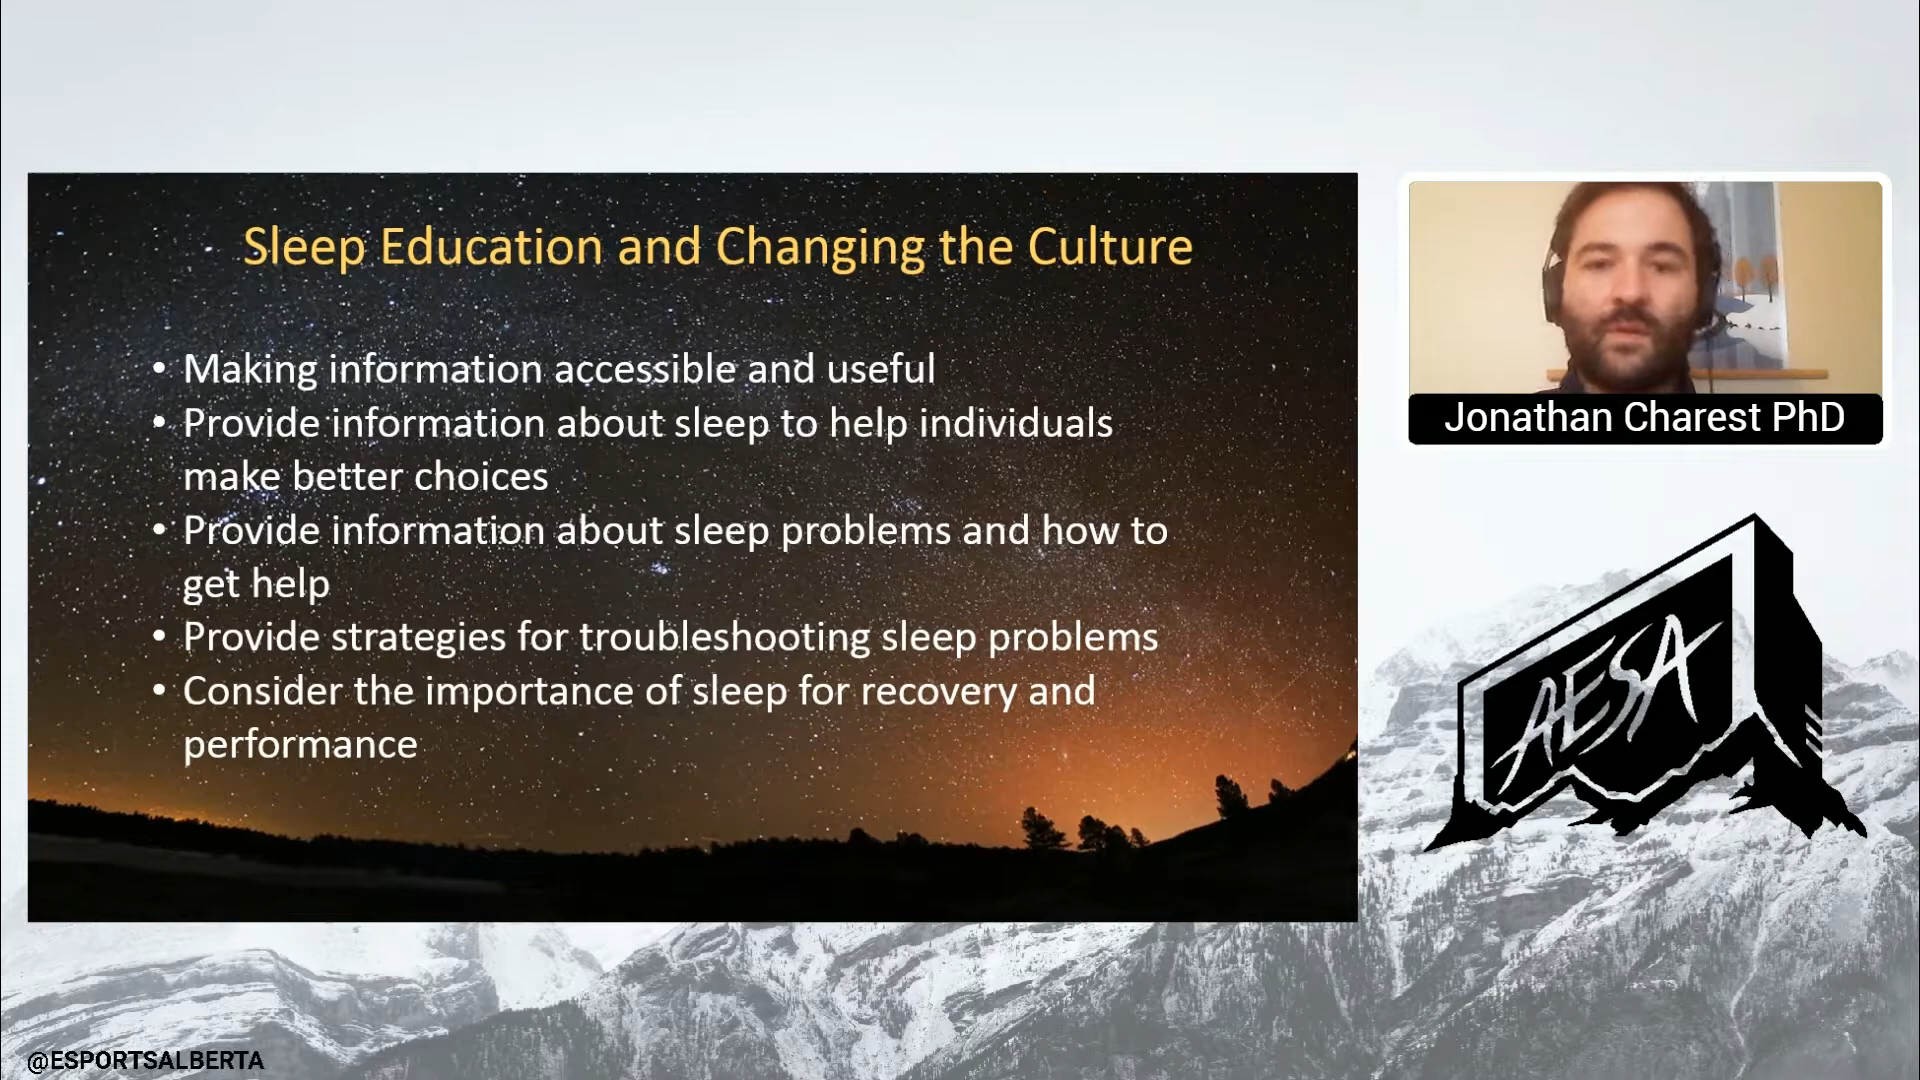 Sleep Education and Changing the Culture
• Making information accessible and useful
• Provide information about sleep to help individuals
make better choices
• Provide information about sleep problems and how to
get help
• Provide strategies for troubleshooting sleep problems
• Consider the importance of sleep for recovery and
performance
Jonathan Charest PhD
AESA
@ESPORTSALBERTA